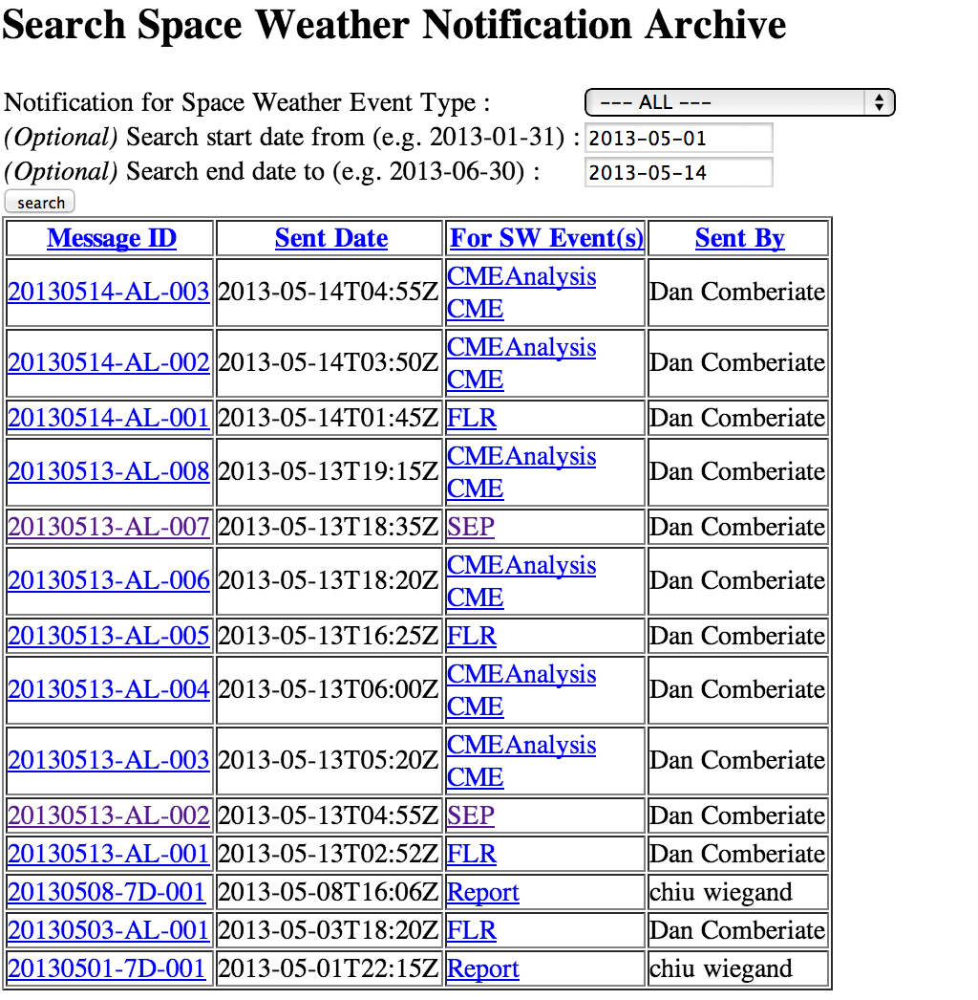 Search Space Weather Notification Archive
Notification for Space Weather Event Type : --- ALL ---
(Optional) Search start date from (e.g. 2013-01-31) : 2013-05-01
(Optional) Search end date to (e.g. 2013-06-30) : 2013-05-14
search
Message ID Sent Date For SW Event(s) Sent By
20130514-AL-003 2013-05-14T04:55Z CMEAnalysis CME Dan Comberiate
20130514-AL-002 2013-05-14T03:50Z CMEAnalysis CME Dan Comberiate
20130514-AL-001 2013-05-14T01:45Z FLR Dan Comberiate
20130513-AL-008 2013-05-13T19:15Z CMEAnalysis CME Dan Comberiate
20130513-AL-007 2013-05-13T18:35Z SEP Dan Comberiate
20130513-AL-006 2013-05-13T18:20Z CMEAnalysis CME Dan Comberiate
20130513-AL-005 2013-05-13T16:25Z FLR Dan Comberiate
20130513-AL-004 2013-05-13T06:00Z CMEAnalysis CME Dan Comberiate
20130513-AL-003 2013-05-13T05:20Z CMEAnalysis CME Dan Comberiate
20130513-AL-002 2013-05-13T04:55Z SEP Dan Comberiate
20130513-AL-001 2013-05-13T02:52Z FLR Dan Comberiate
20130508-7D-001 2013-05-08T16:06Z Report chiu wiegand
20130503-AL-001 2013-05-03T18:20Z FLR Dan Comberiate
20130501-7D-001 2013-05-01T22:15Z Report chiu wiegand